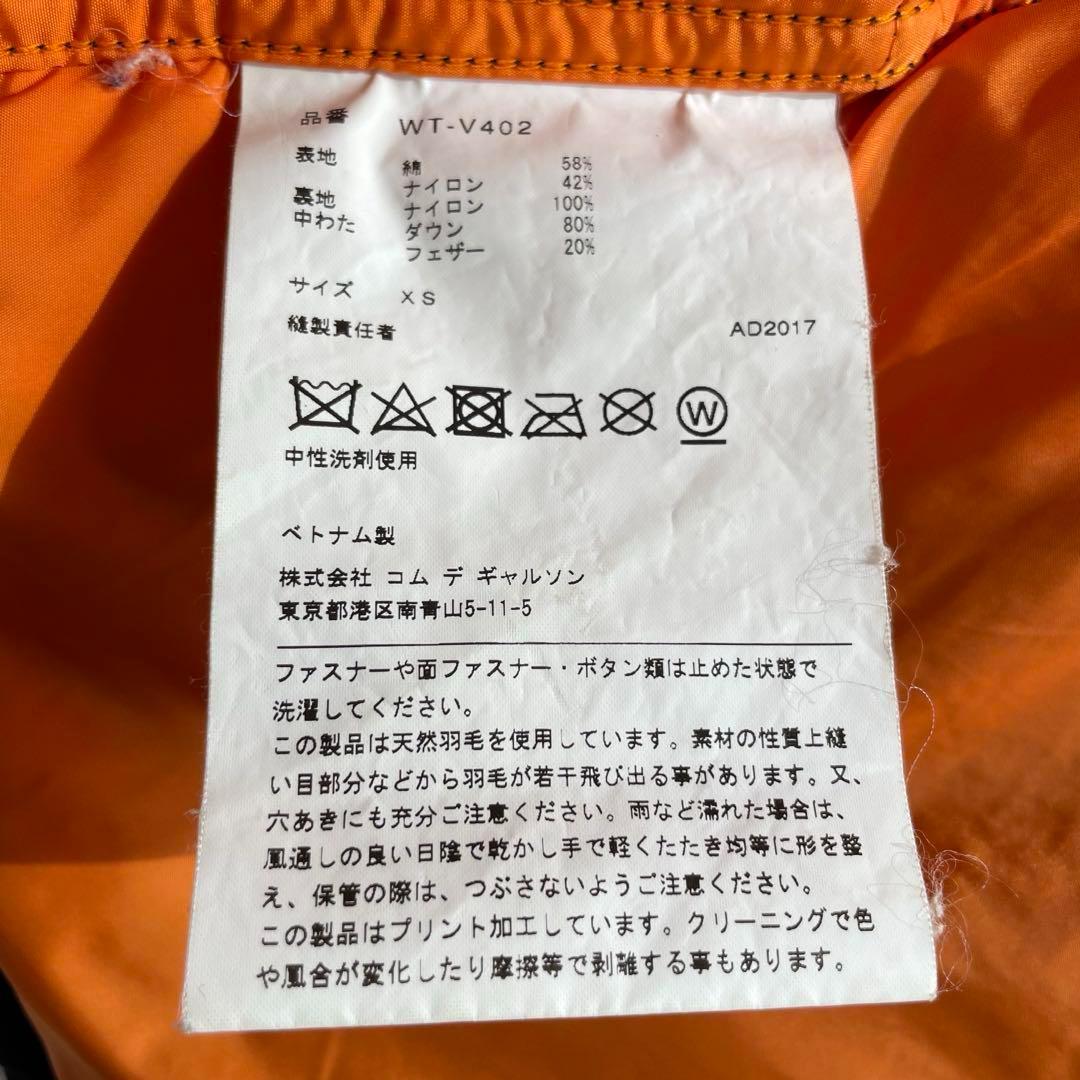 品番 WT-V402
表地 綿 58%
ナイロン 42%
裏地 ナイロン 100%
中わた ダウン 80%
フェザー 20%
サイズ XS
縫製責任者 AD2017
W
中性洗剤使用
ベトナム製
株式会社 コム デ ギャルソン
東京都港区南青山5-11-5
ファスナーや面ファスナー・ボタン類は止めた状態で
洗濯してください。
この製品は天然羽毛を使用しています。素材の性質上縫
い目部分などから羽毛が若干飛び出る事があります。又、
穴あきにも充分ご注意ください。雨など濡れた場合は、
風通しの良い日陰で乾かし手で軽くたたき均等に形を整
え、保管の際は、つぶさないようご注意ください。
この製品はプリント加工しています。クリーニングで色
や風合が変化したり摩擦等で剥離する事もあります。